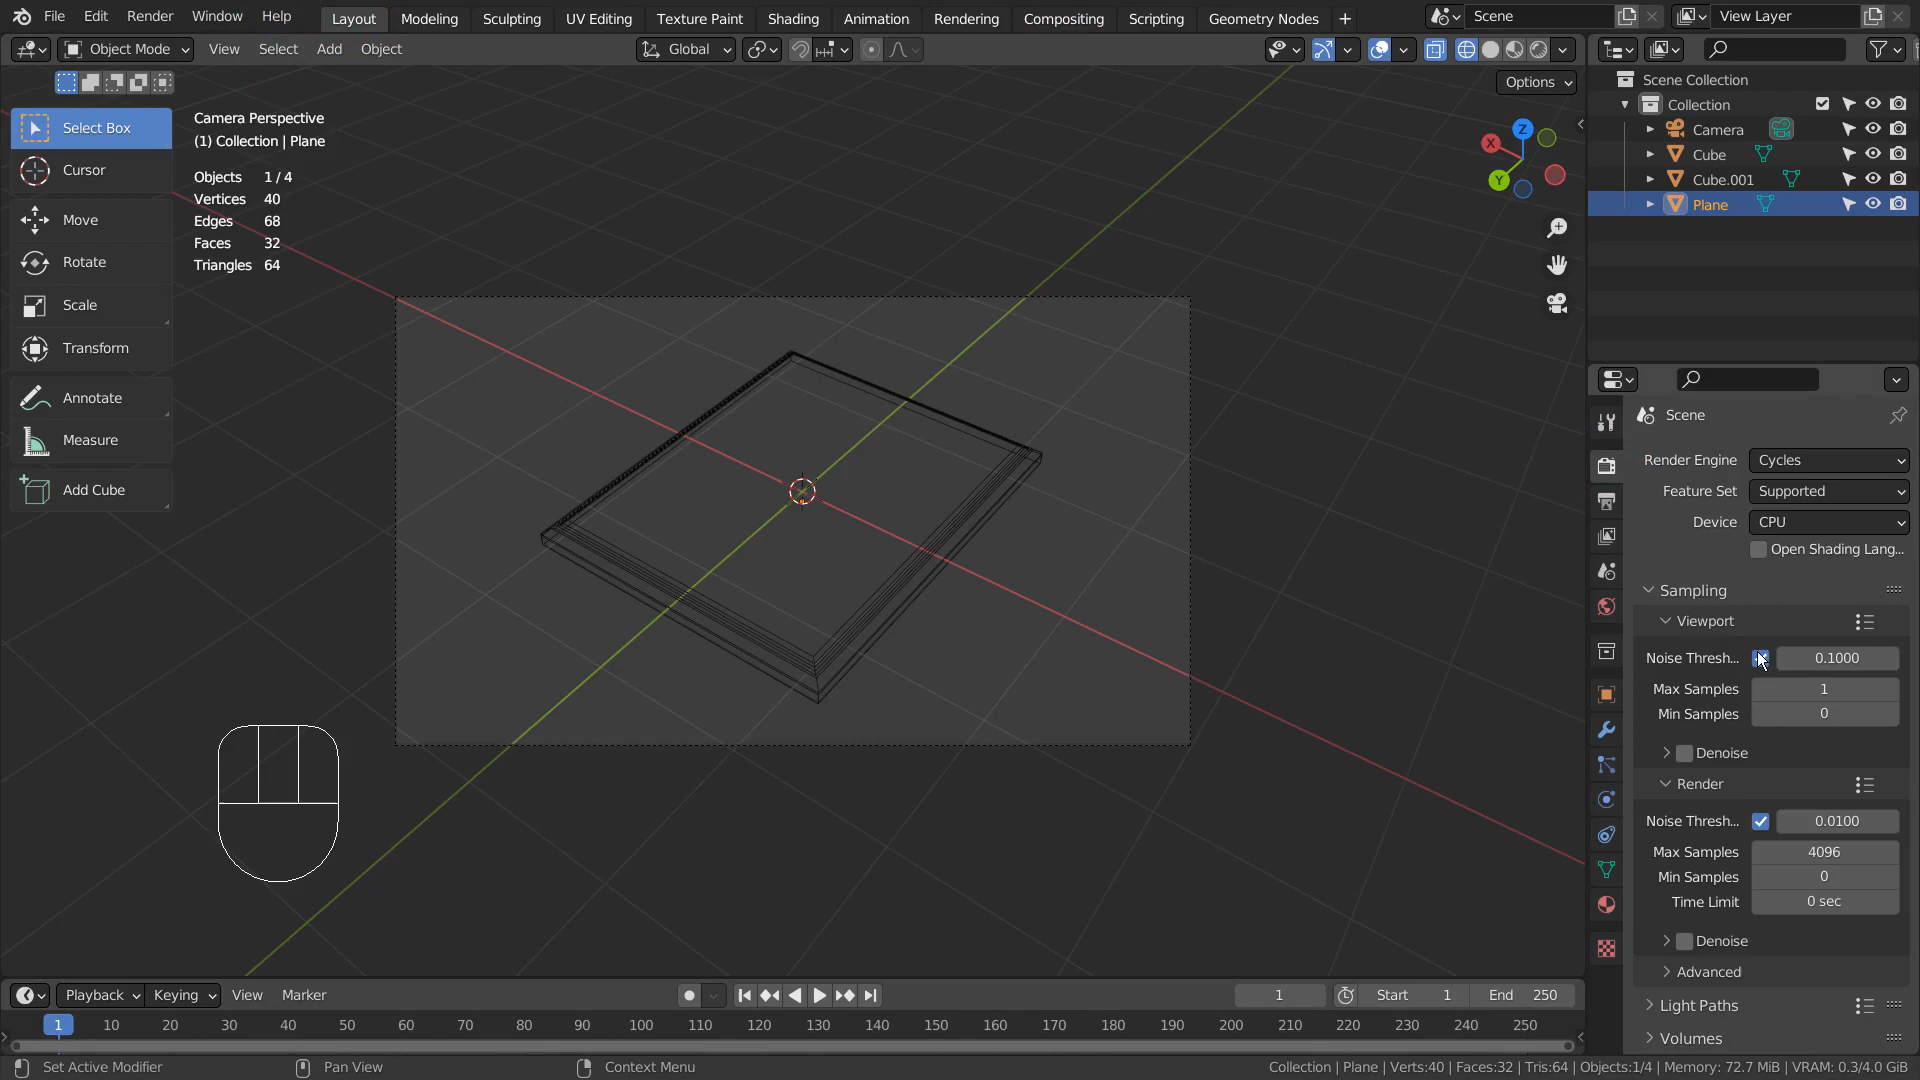 File Edit Render Window Help Layout Modeling Sculpting UV Editing Texture Paint Shading Animation Rendering Compositing Scripting Geometry Nodes + Scene View Layer
Object Mode View Select Add Object Global
Options
Select Box
Cursor
Move
Rotate
Scale
Transform
Annotate
Measure
Add Cube
Camera Perspective
(1) Collection | Plane
Objects 1 / 4
Vertices 40
Edges 68
Faces 32
Triangles 64
X
Y
Z
Scene Collection
Collection
Camera
Cube
Cube.001
Plane
Scene
Render Engine Cycles
Feature Set Supported
Device CPU
Open Shading Lang...
Sampling
Viewport
Noise Thresh... 0.1000
Max Samples 1
Min Samples 0
Denoise
Render
Noise Thresh... 0.0100
Max Samples 4096
Min Samples 0
Time Limit 0 sec
Denoise
Advanced
Light Paths
Volumes
Playback Keying View Marker 1 Start 1 End 250
1 10 20 30 40 50 60 70 80 90 100 110 120 130 140 150 160 170 180 190 200 210 220 230 240 250
Set Active Modifier Pan View Context Menu Collection | Plane | Verts:40 | Faces:32 | Tris:64 | Objects:1/4 | Memory: 72.7 MiB | VRAM: 0.3/4.0 GiB